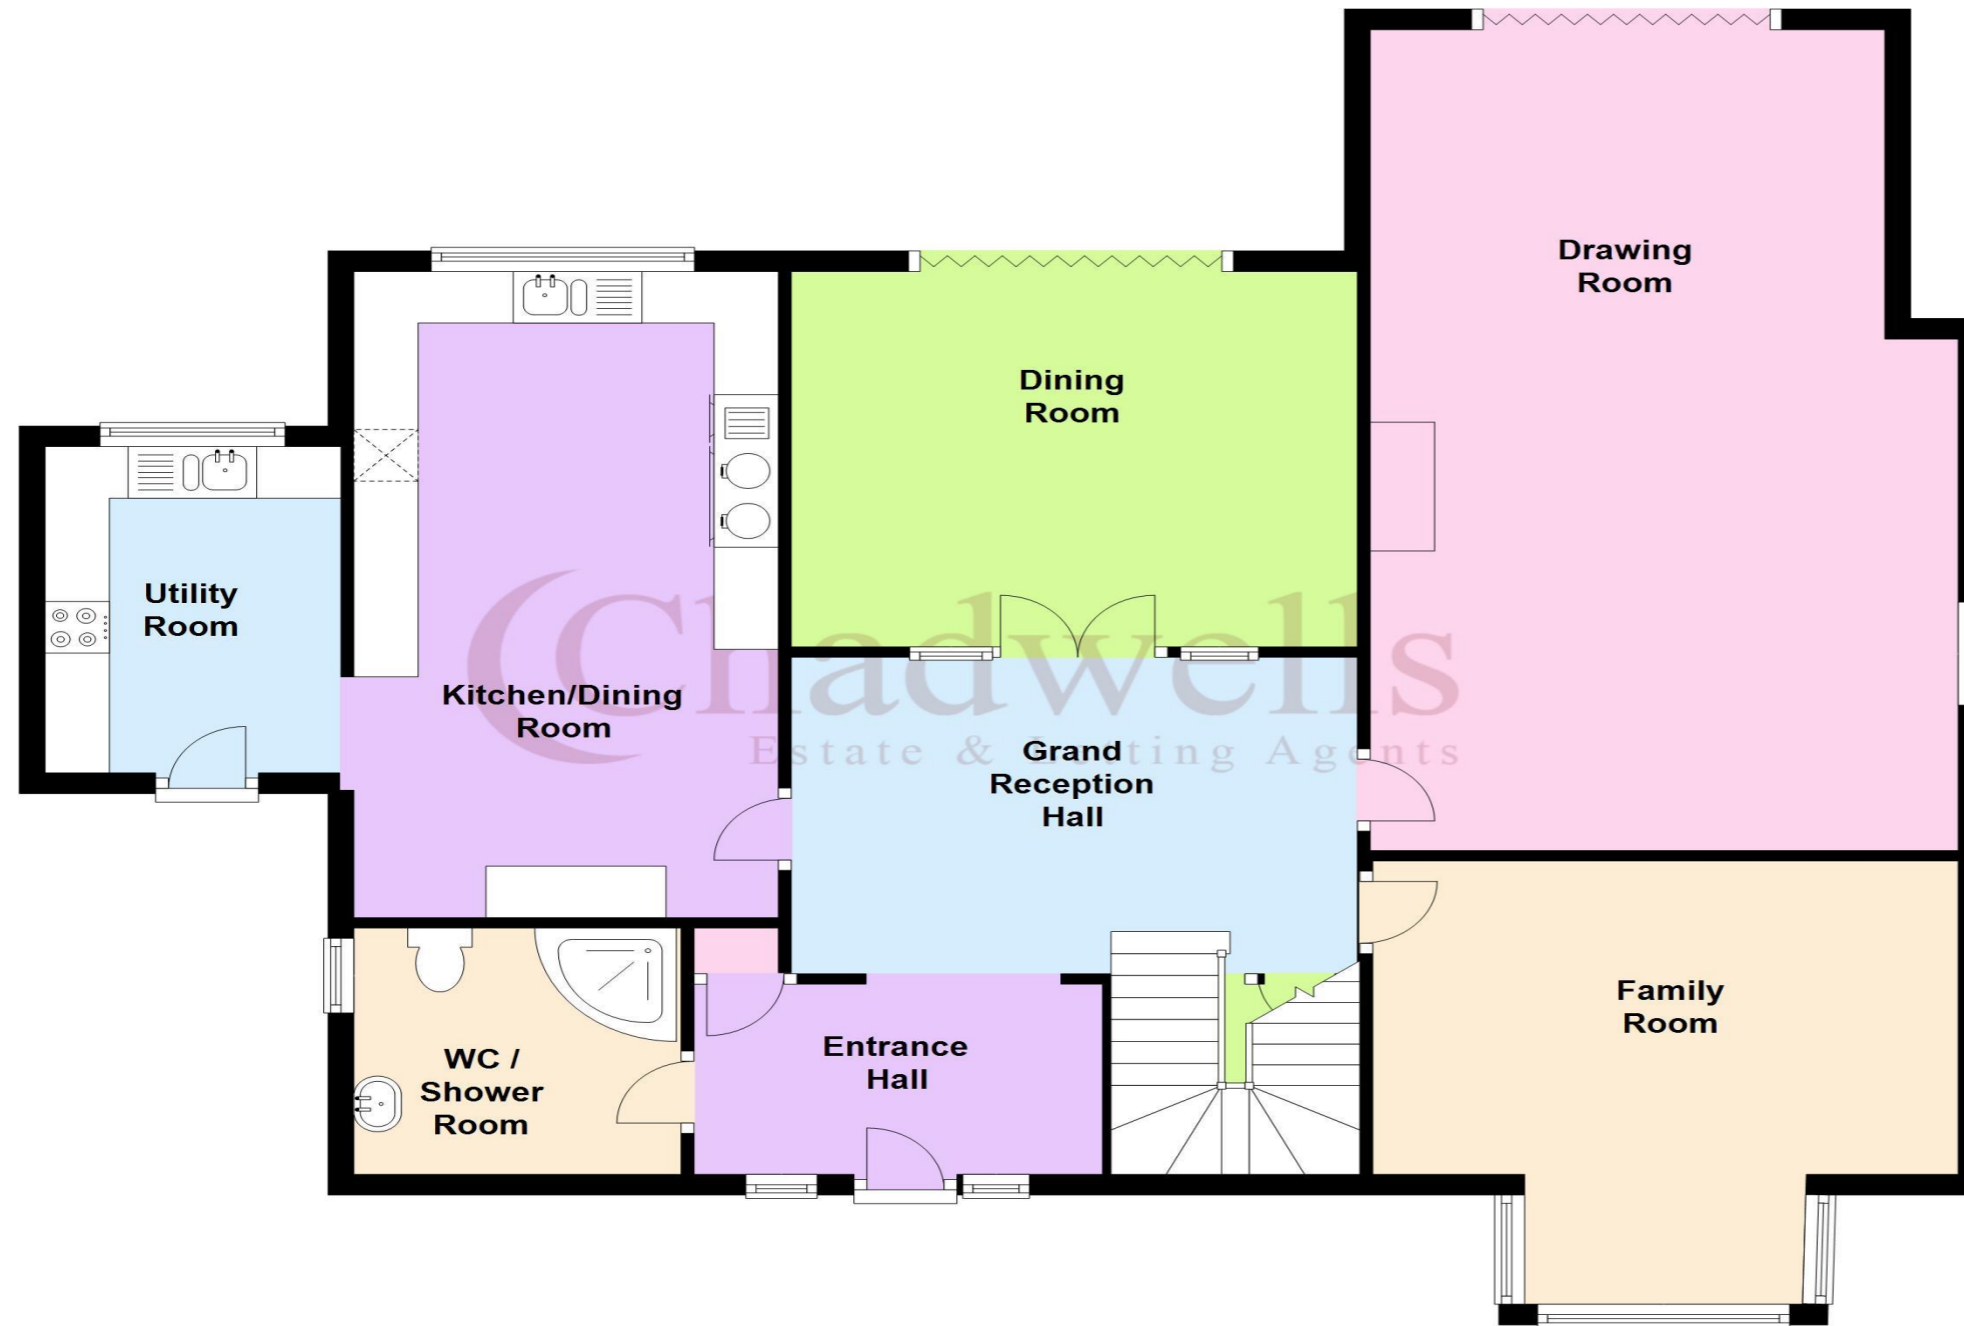 Drawing
Room
Dining
Room
Utility
Room
Kitchen/Dining
Room
Chadwells
Estate & Letting Agents
Grand
Reception
Hall
Family
Room
Entrance
Hall
WC /
Shower
Room